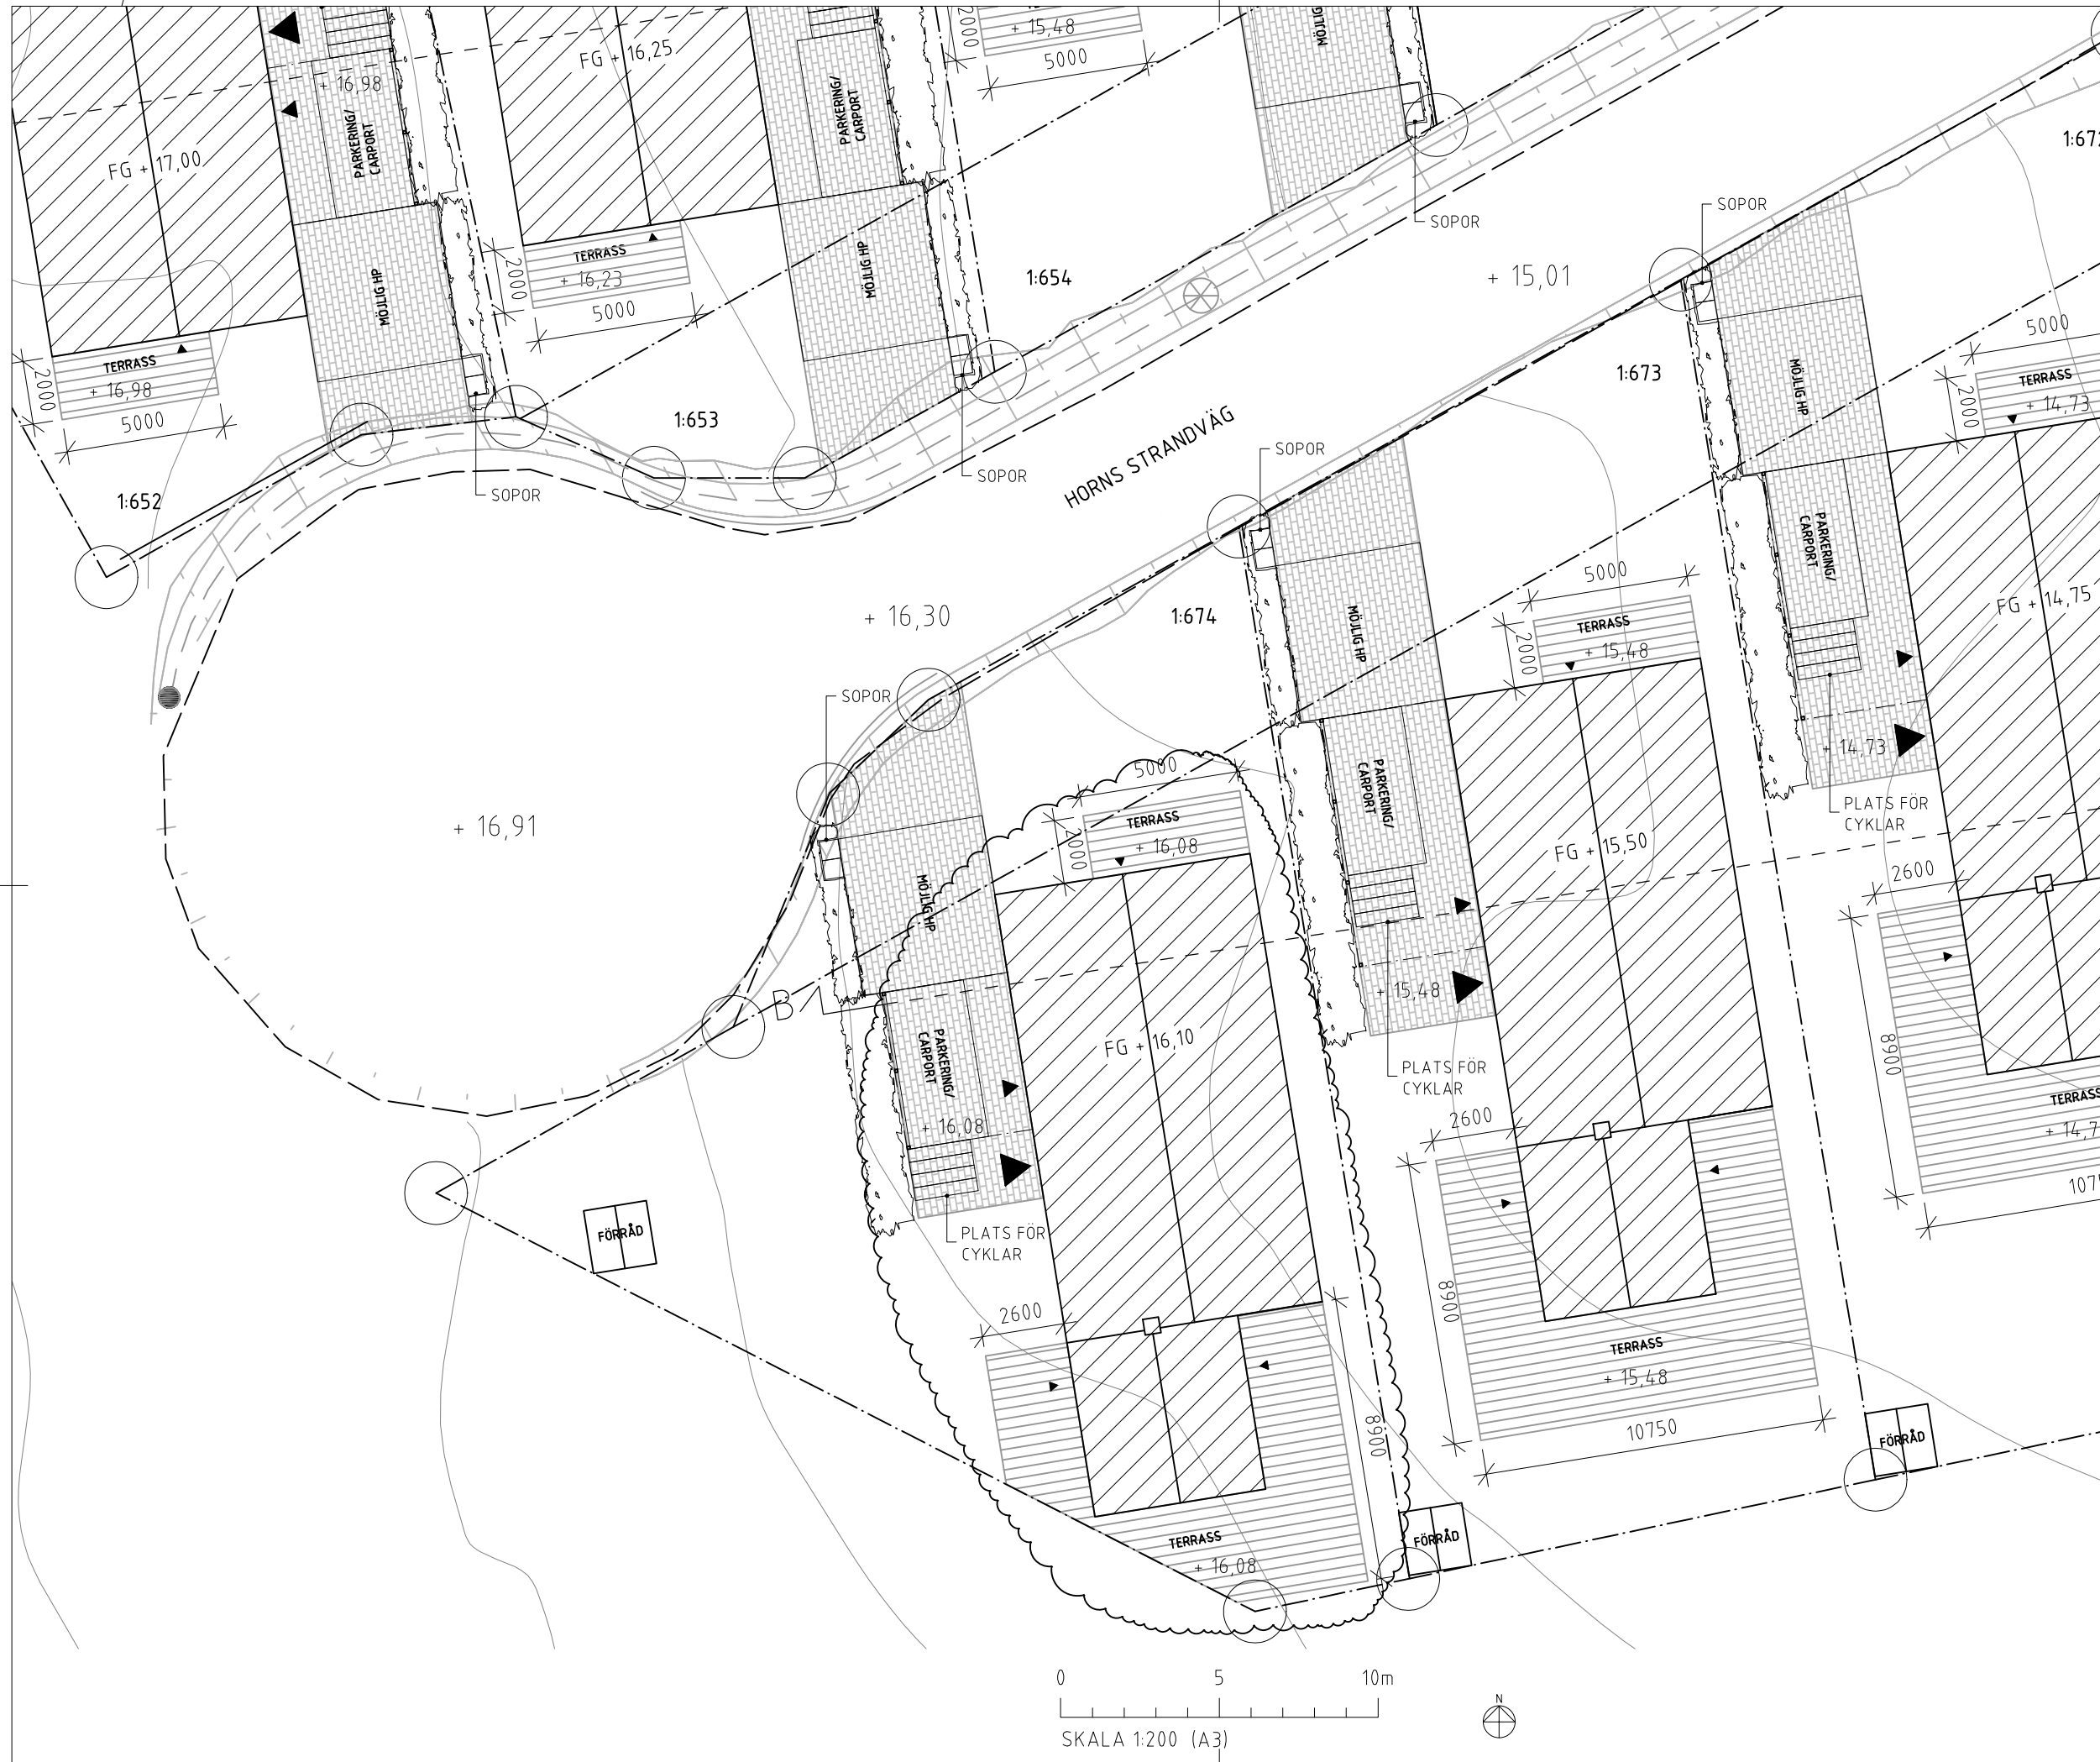 MÖJLIG
2000
+ 15,48
5000
FG + 16,25
+ 16,98
PARKERING/
CARPORT
PARKERING/
CARPORT
FG + 17,00
1:672
SOPOR
SOPOR
TERRASS
+ 16,23
2000
5000
MÖJLIG HP
MÖJLIG HP
1:654
+ 15,01
TERRASS
+ 16,98
2000
5000
1:653
1:652
SOPOR
SOPOR
HORNS STRANDVÄG
SOPOR
1:673
MÖJLIG HP
5000
2000
TERRASS
+ 14,73
PARKERING/
CARPORT
FG + 14,75
+ 14,73
PLATS FÖR
CYKLAR
+ 16,30
1:674
MÖJLIG HP
5000
2000
TERRASS
+ 15,48
SOPOR
PARKERING/
CARPORT
FG + 15,50
+ 15,48
PLATS FÖR
CYKLAR
+ 16,91
5000
2000
TERRASS
+ 16,08
MÖJLIG HP
B
PARKERING/
CARPORT
FG + 16,10
+ 16,08
PLATS FÖR
CYKLAR
2600
8900
TERRASS
+ 14,7
107
2600
8900
TERRASS
+ 15,48
10750
FÖRRÅD
FÖRRÅD
2600
8900
TERRASS
+ 16,08
FÖRRÅD
0 5 10m
SKALA 1:200 (A3)
N